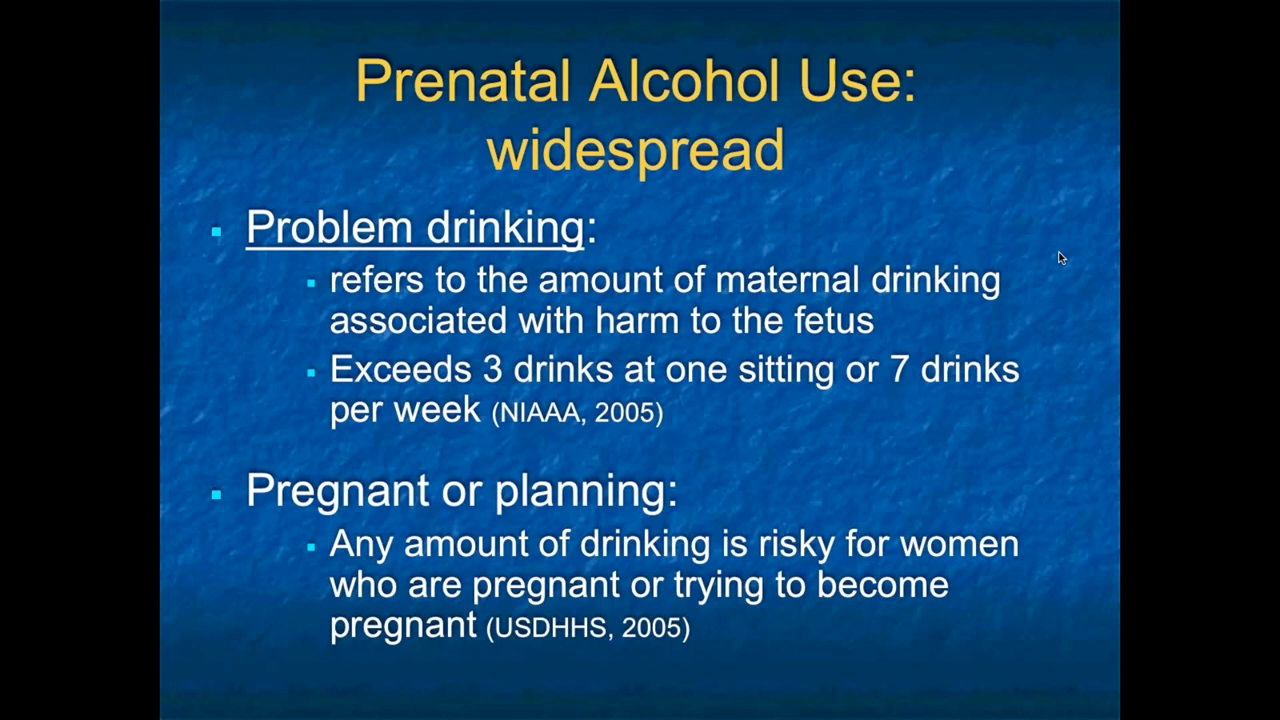 Prenatal Alcohol Use:
widespread
Problem drinking:
refers to the amount of maternal drinking
associated with harm to the fetus
Exceeds 3 drinks at one sitting or 7 drinks
per week (NIAAA, 2005)
Pregnant or planning:
Any amount of drinking is risky for women
who are pregnant or trying to become
pregnant (USDHHS, 2005)